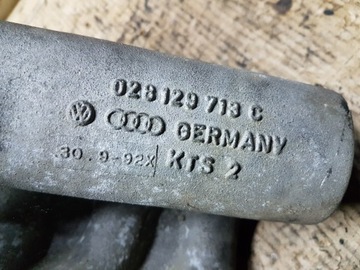 028 129 713 C
GERMANY
.30. 9-92X KTS 2